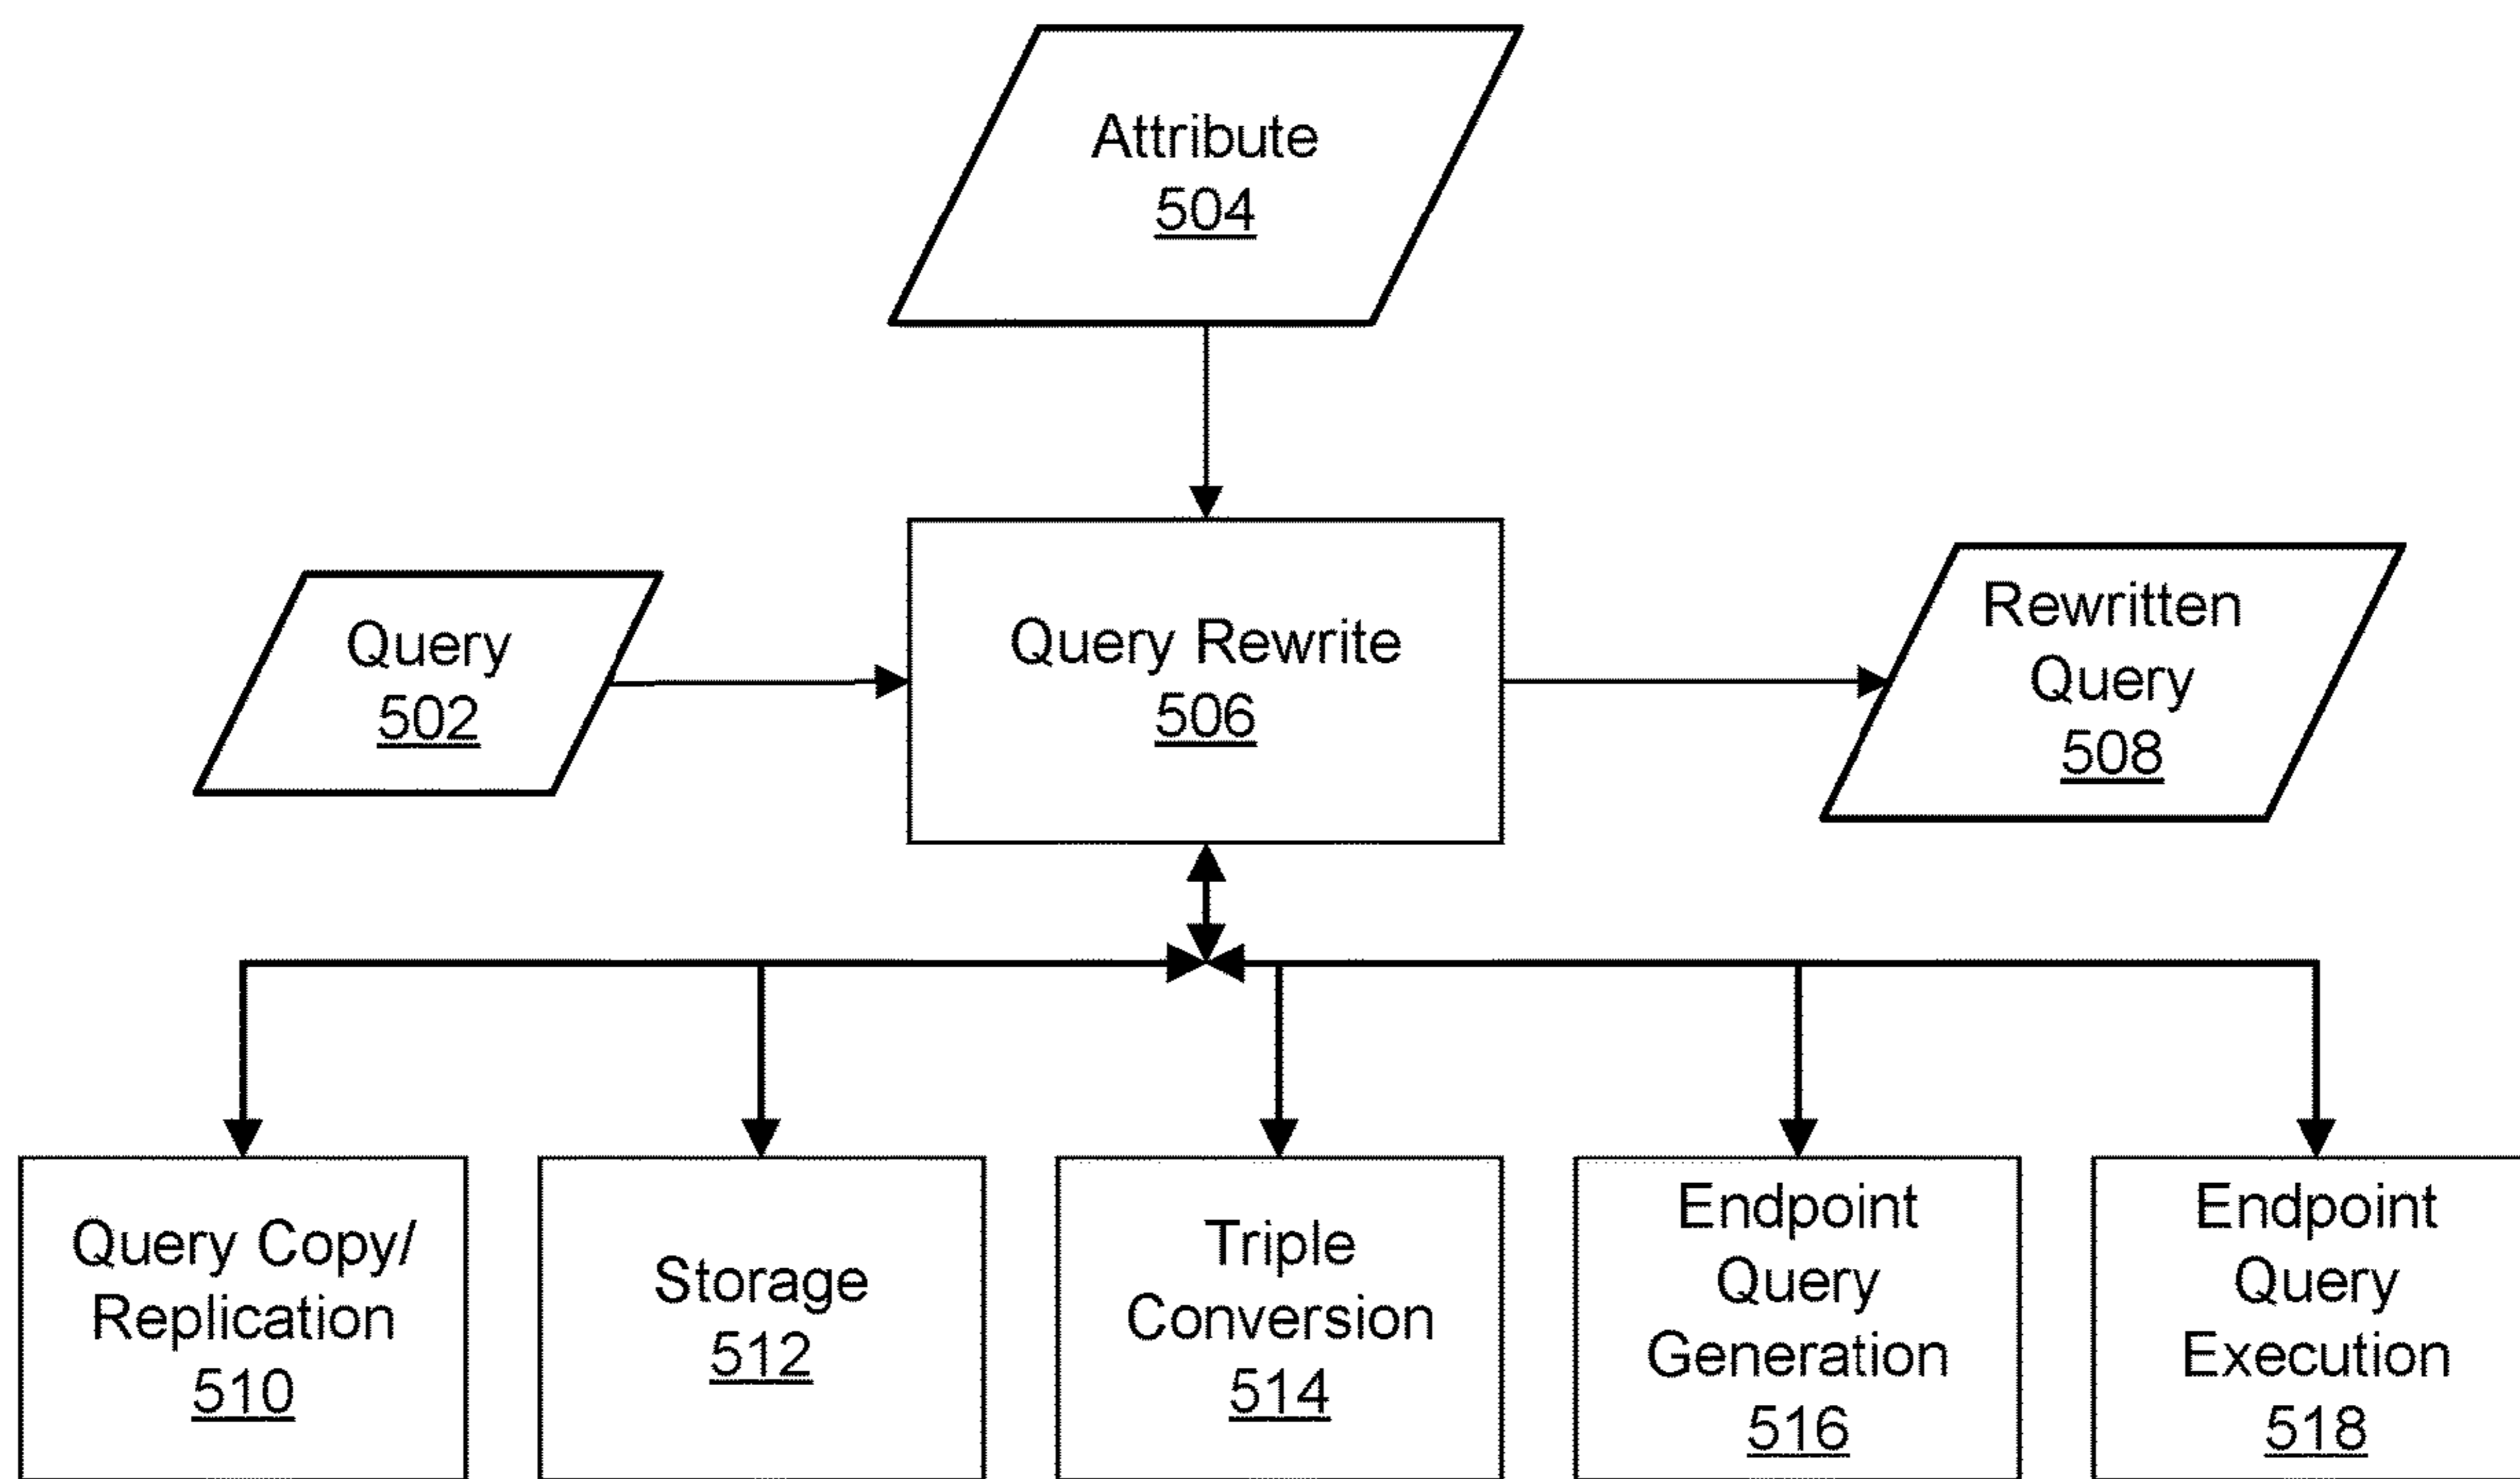 Attribute
504
Query
502
Query Rewrite
506
Rewritten
Query
508
Query Copy/
Replication
510
Storage
512
Triple
Conversion
514
Endpoint
Query
Generation
516
Endpoint
Query
Execution
518